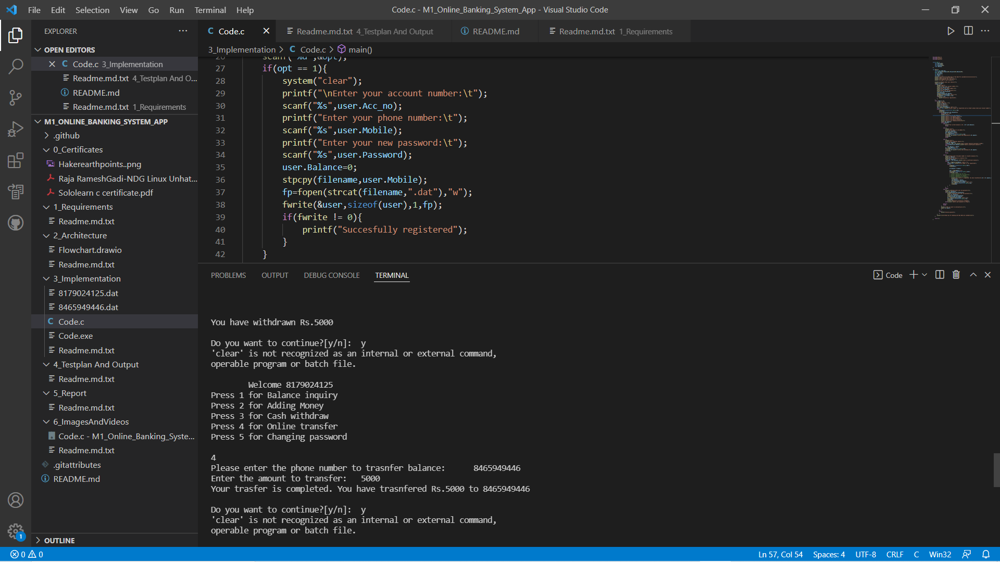 File Edit Selection View Go Run Terminal Help
Code.c - M1_Online_Banking_System_App - Visual Studio Code
EXPLORER
OPEN EDITORS
Code.c 3_Implementation
Readme.md.txt 4_Testplan And O...
README.md
Readme.md.txt 1_Requirements
M1_ONLINE_BANKING_SYSTEM_APP
.github
0_Certificates
Hakerearthpoints..png
Raja RameshGadi-NDG Linux Unhat...
Sololearn c certificate.pdf
1_Requirements
Readme.md.txt
2_Architecture
Flowchart.drawio
Readme.md.txt
3_Implementation
8179024125.dat
8465949446.dat
Code.c
Code.exe
Readme.md.txt
4_Testplan And Output
Readme.md.txt
5_Report
Readme.md.txt
6_ImagesAndVideos
Code.c - M1_Online_Banking_Syste...
Readme.md.txt
.gitattributes
README.md
OUTLINE
Code.c
Readme.md.txt 4_Testplan And Output
README.md
Readme.md.txt 1_Requirements
3_Implementation > C Code.c > main()
26 scanf("%d",&opt);
27 if(opt == 1){
28 system("clear");
29 printf("\nEnter your account number:\t");
30 scanf("%s",user.Acc_no);
31 printf("Enter your phone number:\t");
32 scanf("%s",user.Mobile);
33 printf("Enter your new password:\t");
34 scanf("%s",user.Password);
35 user.Balance=0;
36 stpcpy(filename,user.Mobile);
37 fp=fopen(strcat(filename,".dat"),"w");
38 fwrite(&user,sizeof(user),1,fp);
39 if(fwrite != 0){
40 printf("Succesfully registered");
41 }
42 }
PROBLEMS OUTPUT DEBUG CONSOLE TERMINAL
Code
You have withdrawn Rs.5000
Do you want to continue?[y/n]: y
'clear' is not recognized as an internal or external command,
operable program or batch file.
Welcome 8179024125
Press 1 for Balance inquiry
Press 2 for Adding Money
Press 3 for Cash withdraw
Press 4 for Online transfer
Press 5 for Changing password
4
Please enter the phone number to trasnfer balance: 8465949446
Enter the amount to transfer: 5000
Your trasfer is completed. You have trasnfered Rs.5000 to 8465949446
Do you want to continue?[y/n]: y
'clear' is not recognized as an internal or external command,
operable program or batch file.
1
0 0
Ln 57, Col 54 Spaces: 4 UTF-8 CRLF C Win32